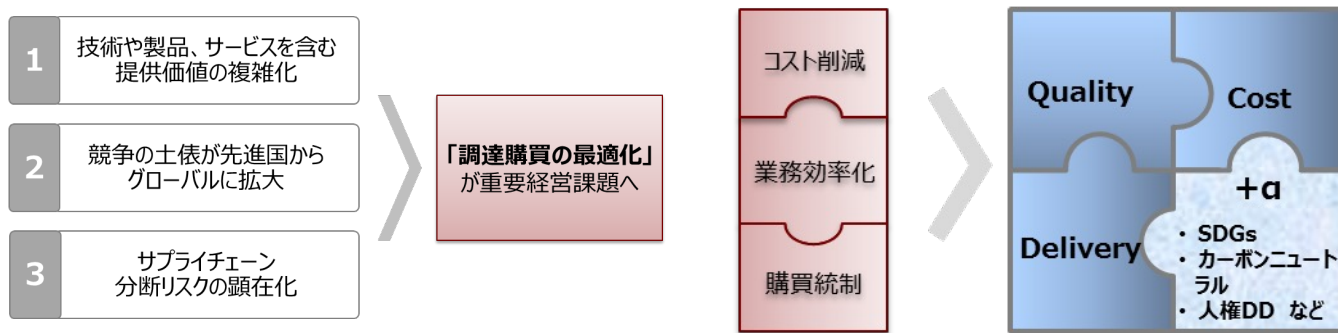 1
技術や製品、サービスを含む
提供価値の複雑化
2
競争の土俵が先進国から
グローバルに拡大
3
サプライチェーン
分断リスクの顕在化
「調達購買の最適化」
が重要経営課題へ
コスト削減
業務効率化
購買統制
Quality
Cost
Delivery
+α
・ SDGs
・ カーボンニュート
ラル
・ 人権DD など